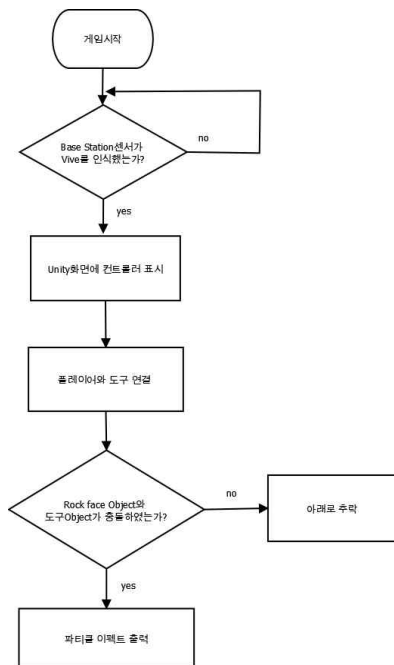 게임시작
Base Station센서가
Vive를 인식했는가?
no
yes
Unity화면에 컨트롤러 표시
플레이어와 도구 연결
Rock face Object와
도구Object가 충돌하였는가?
no
아래로 추락
yes
파티클 이펙트 출력